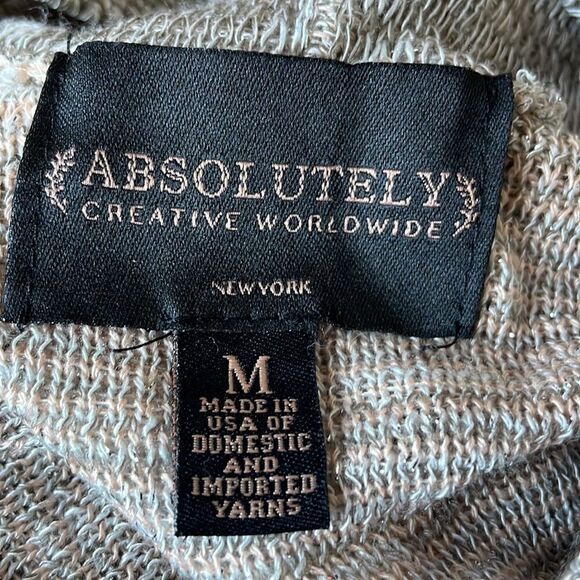 ABSOLUTELY
CREATIVE WORLDWIDE
NEW YORK
M
MADE IN
USA OF
DOMESTIC
AND
IMPORTED
YARNS